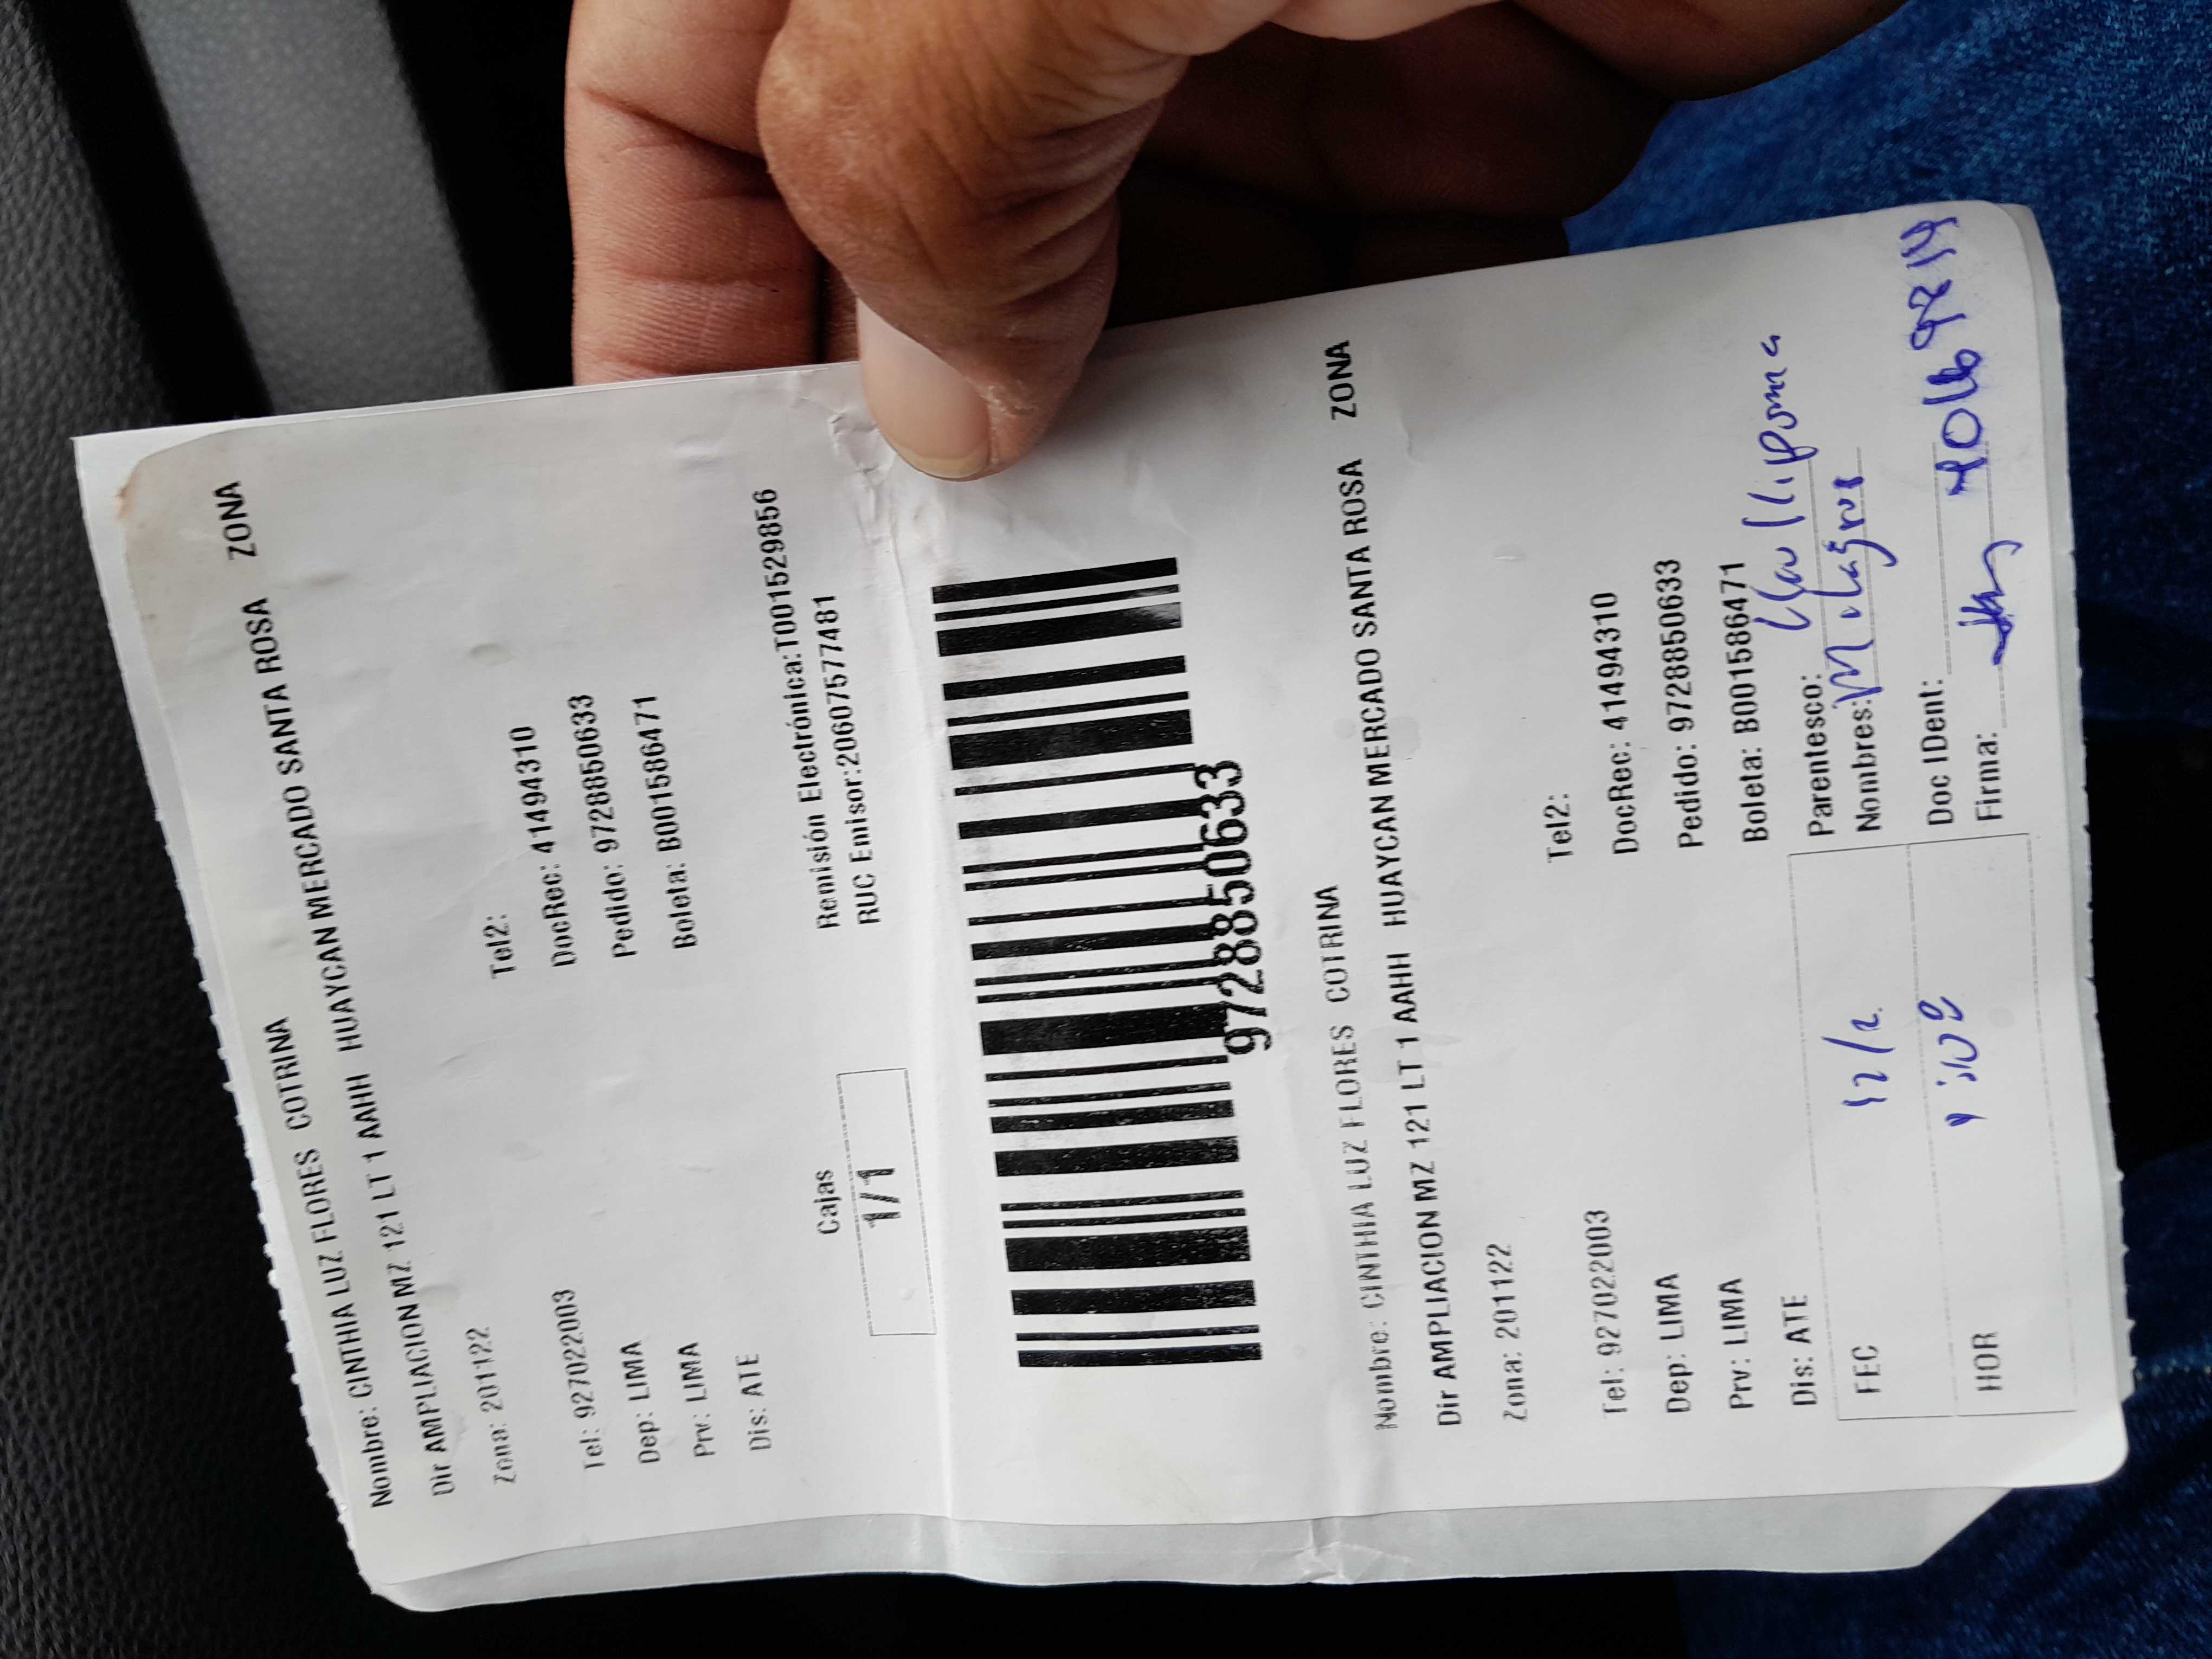 Nombre: CINTHIA LUZ FLORES COTRINA ZONA
Dir AMPLIACION MZ 121 LT 1 AAHH HUAYCAN MERCADO SANTA ROSA
Zona: 201122
Tel: 927022003 Tel2:
Dep: LIMA DocRec: 41494310
Prv: LIMA Pedido: 9728850633
Dis: ATE Boleta: B001586471
Cajas Remisión Electrónica:T001529856
1/1 RUC Emisor:20607577481
9728850633
Nombre: CINTHIA LUZ FLORES COTRINA ZONA
Dir AMPLIACION MZ 121 LT 1 AAHH HUAYCAN MERCADO SANTA ROSA
Zona: 201122
Tel: 927022003 Tel2:
Dep: LIMA DocRec: 41494310
Prv: LIMA Pedido: 9728850633
Dis: ATE Boleta: B001586471
FEC Parentesco:
Nombres: Milagros
HOR Doc IDent:
Firma: